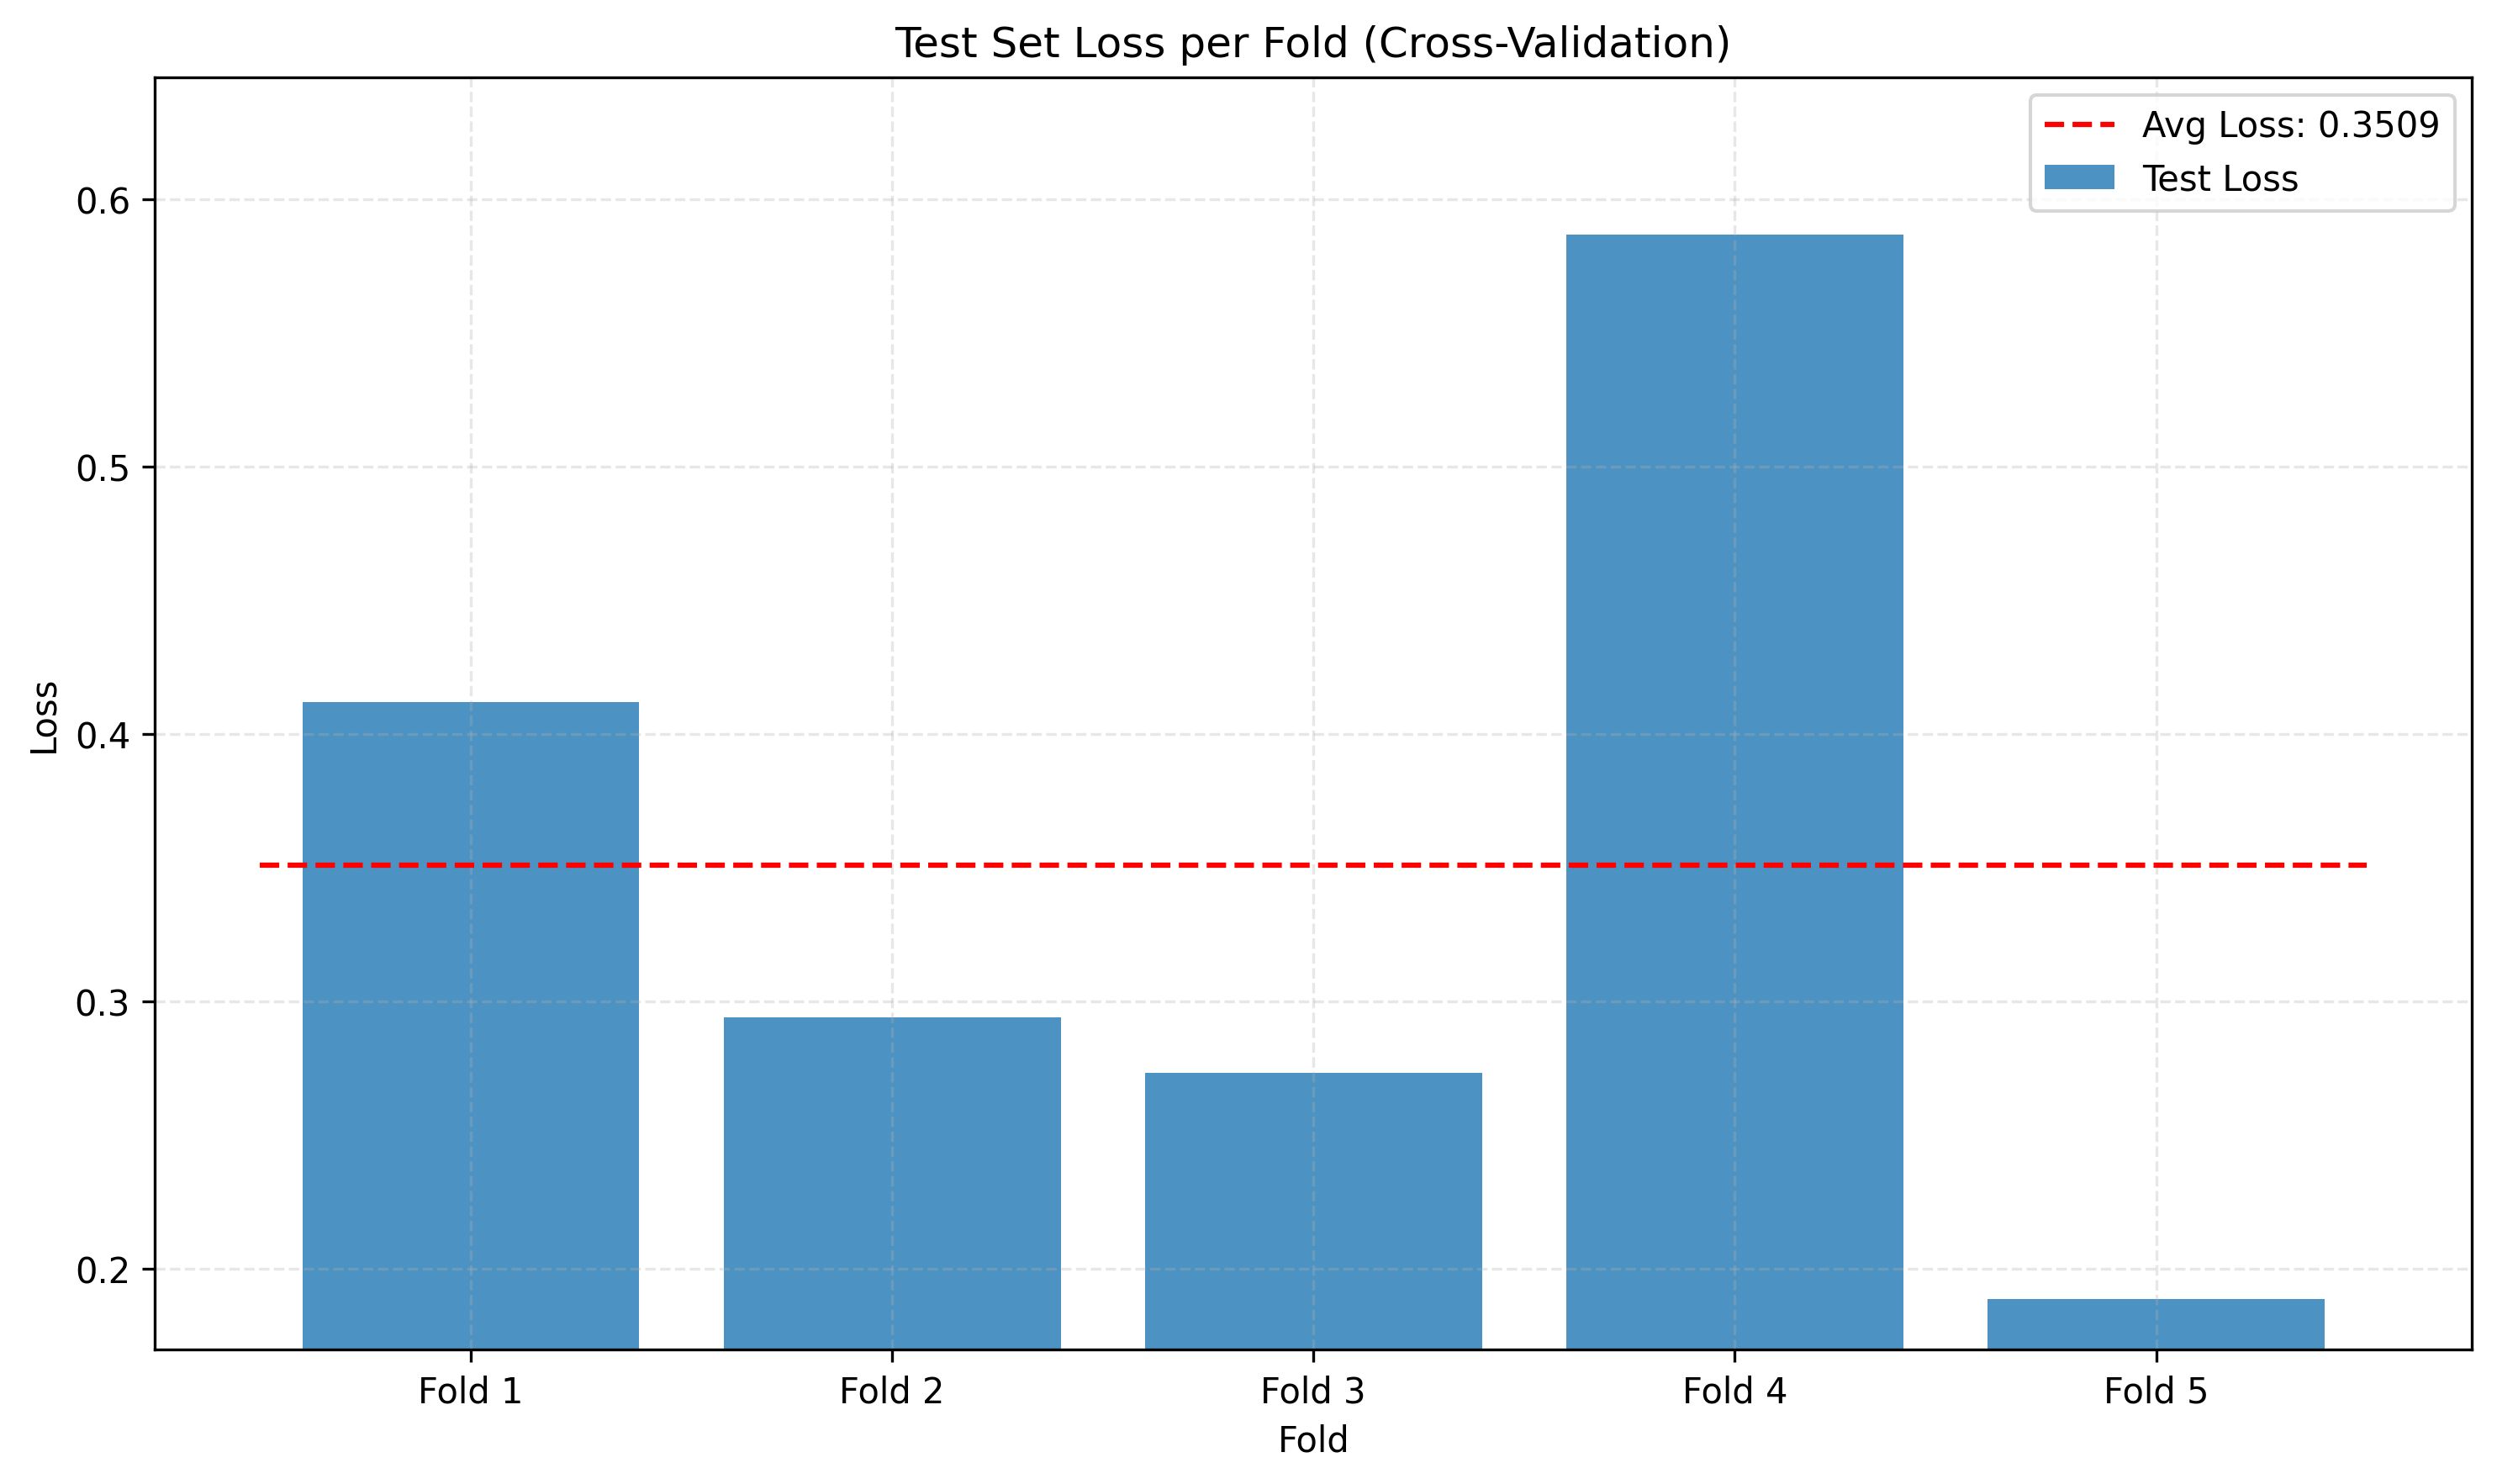 Test Set Loss per Fold (Cross-Validation)
Avg Loss: 0.3509
Test Loss
0.6
0.5
0.4
0.3
0.2
Loss
Fold 1
Fold 2
Fold 3
Fold 4
Fold 5
Fold